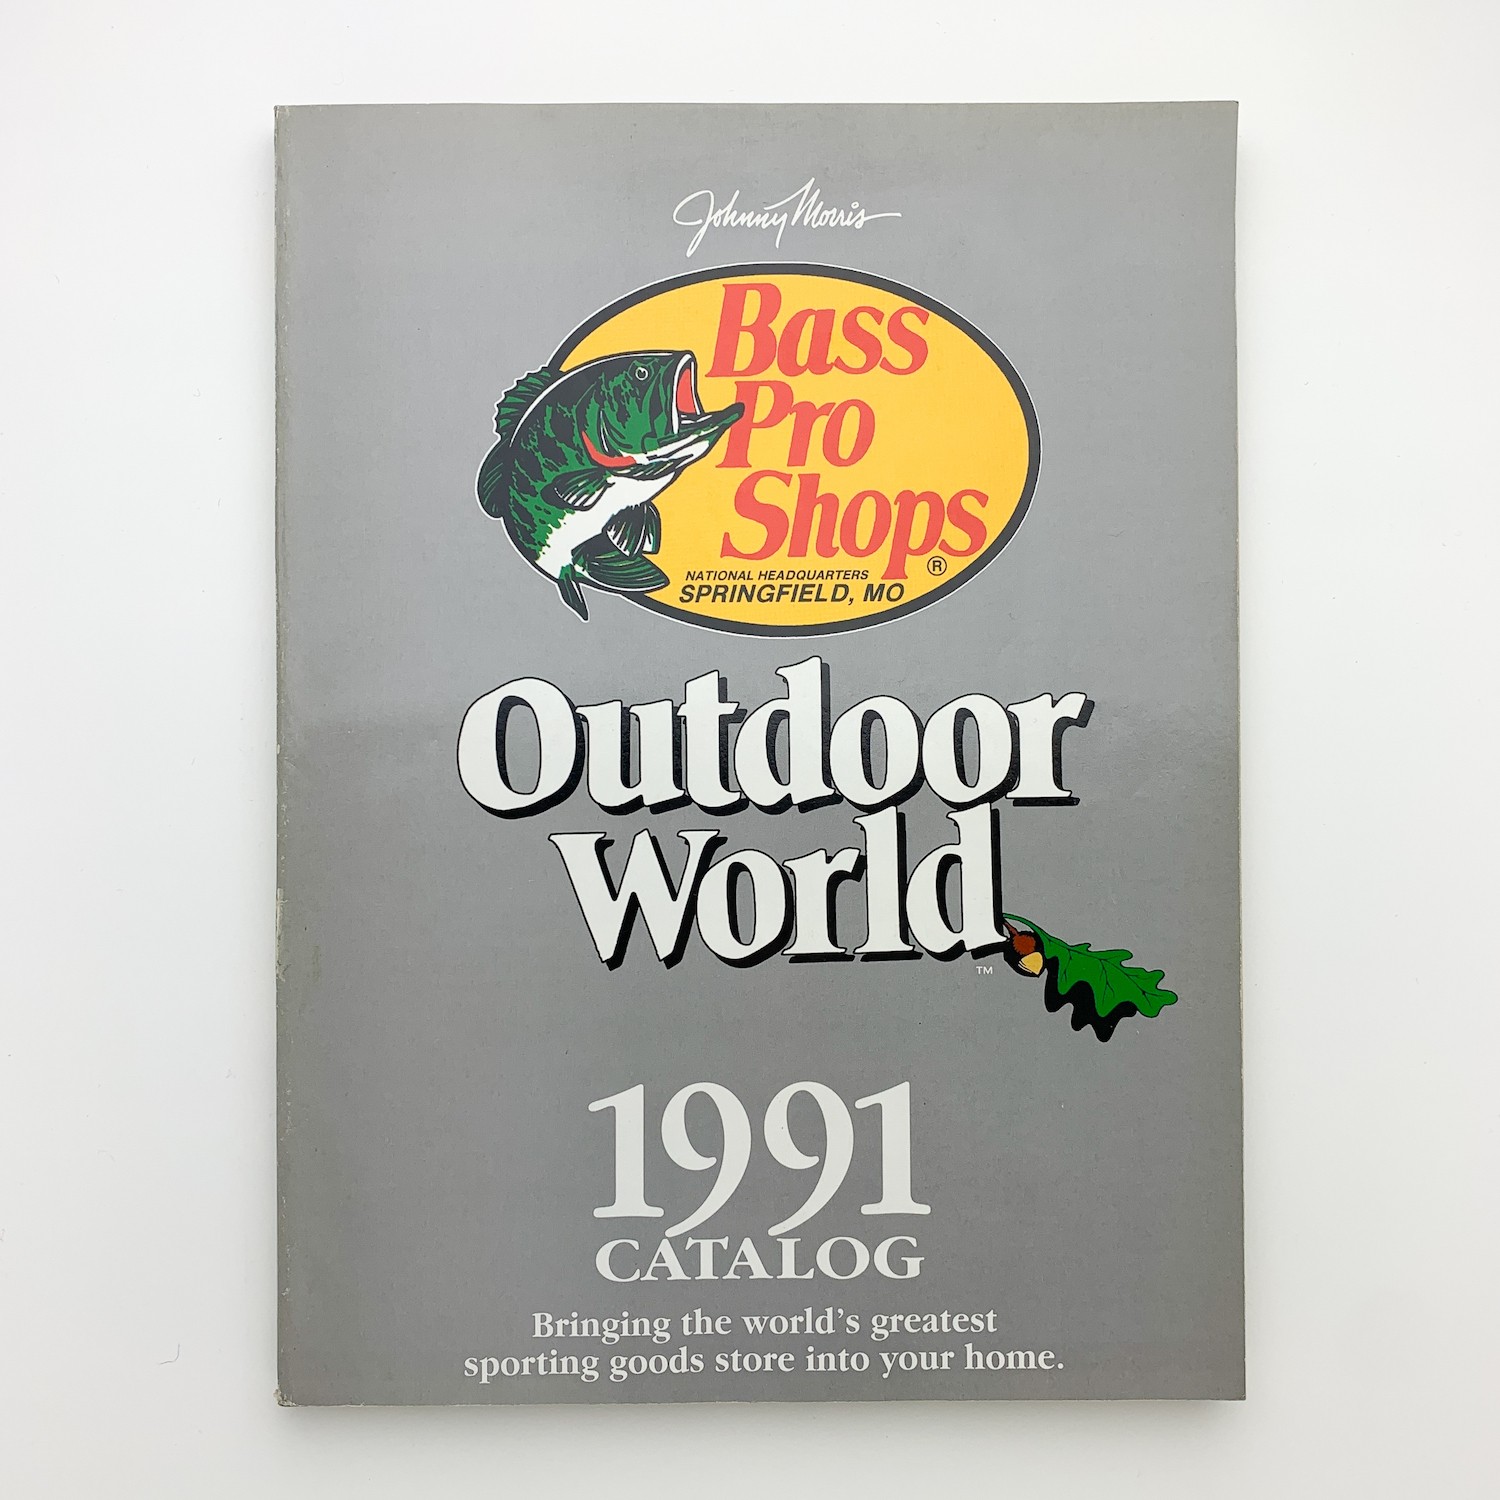 Johnny Morris
Bass
Pro
Shops
®
NATIONAL HEADQUARTERS
SPRINGFIELD, MO
Outdoor
World
TM
1991
CATALOG
Bringing the world's greatest
sporting goods store into your home.